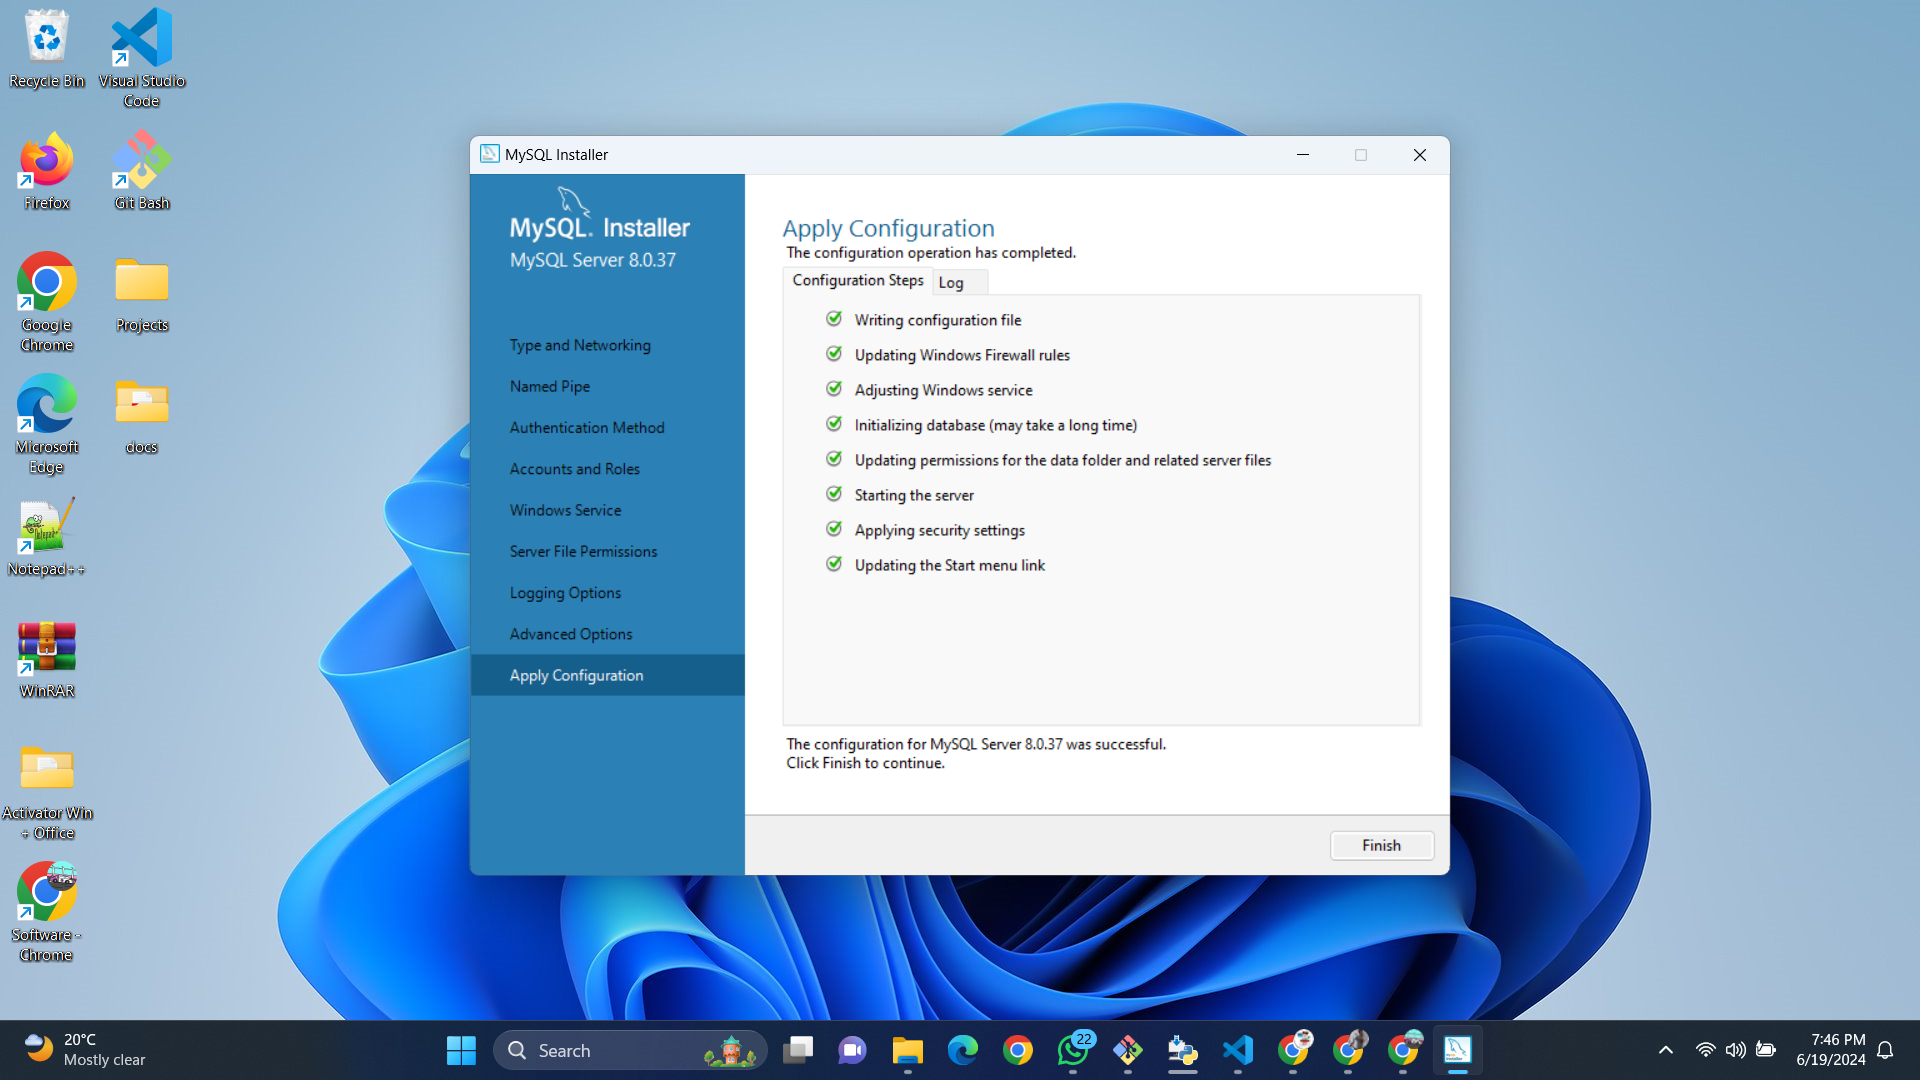 Recycle Bin
Visual Studio
Code
Firefox
Git Bash
Google
Chrome
Projects
Microsoft
Edge
docs
Notepad++
WinRAR
Activator Win
+ Office
Software -
Chrome
MySQL Installer
MySQL. Installer
MySQL Server 8.0.37
Type and Networking
Named Pipe
Authentication Method
Accounts and Roles
Windows Service
Server File Permissions
Logging Options
Advanced Options
Apply Configuration
Apply Configuration
The configuration operation has completed.
Configuration Steps
Log
Writing configuration file
Updating Windows Firewall rules
Adjusting Windows service
Initializing database (may take a long time)
Updating permissions for the data folder and related server files
Starting the server
Applying security settings
Updating the Start menu link
The configuration for MySQL Server 8.0.37 was successful.
Click Finish to continue.
Finish
20°C
Mostly clear
Search
22
7:46 PM
6/19/2024